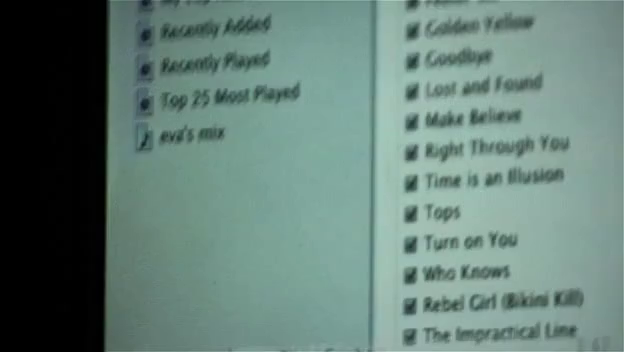 Recently Added
Recently Played
Top 25 Most Played
eva's mix
Golden Yellow
Goodbye
Lost and Found
Make Believe
Right Through You
Time is an Illusion
Tops
Turn on You
Who Knows
Rebel Girl (Bikini Kill)
The Impractical Line